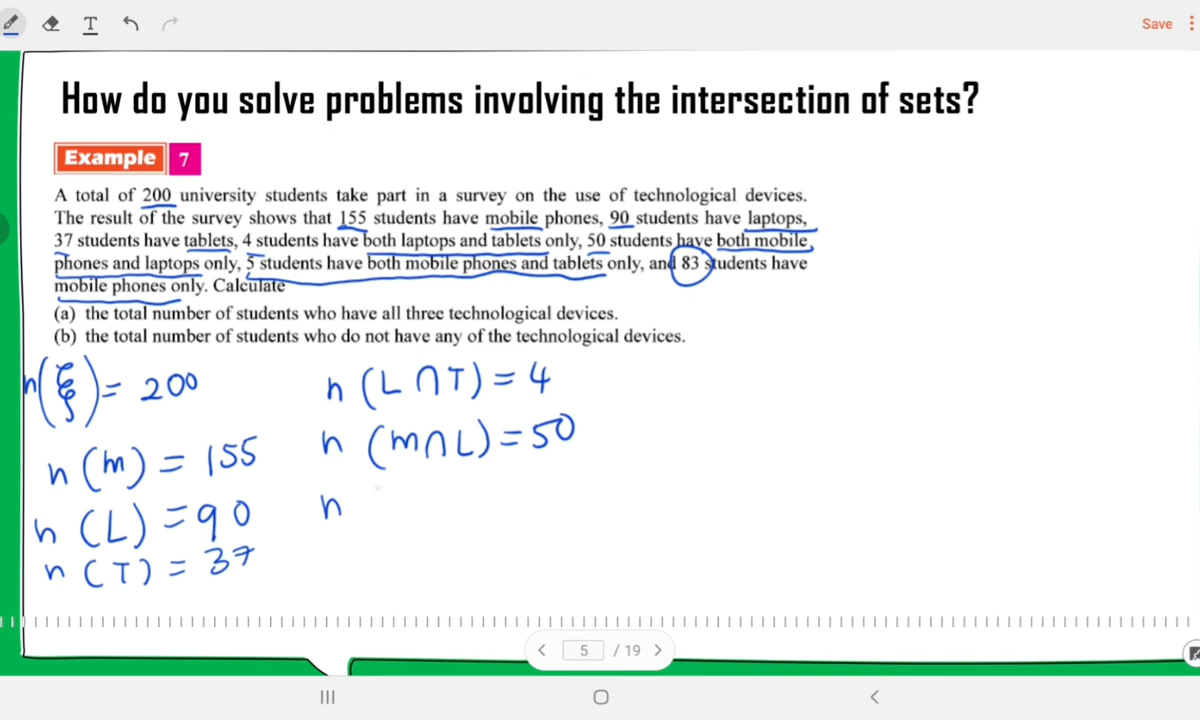 T
Save
How do you solve problems involving the intersection of sets?
Example 7
A total of 200 university students take part in a survey on the use of technological devices.
The result of the survey shows that 155 students have mobile phones, 90 students have laptops,
37 students have tablets, 4 students have both laptops and tablets only, 50 students have both mobile
phones and laptops only, 5 students have both mobile phones and tablets only, and 83 students have
mobile phones only. Calculate
(a) the total number of students who have all three technological devices.
(b) the total number of students who do not have any of the technological devices.
n(ξ) = 200
n (m) = 155
n (L) = 90
n (T) = 37
n (L ∩ T) = 4
n (m ∩ L) = 50
n
5 / 19